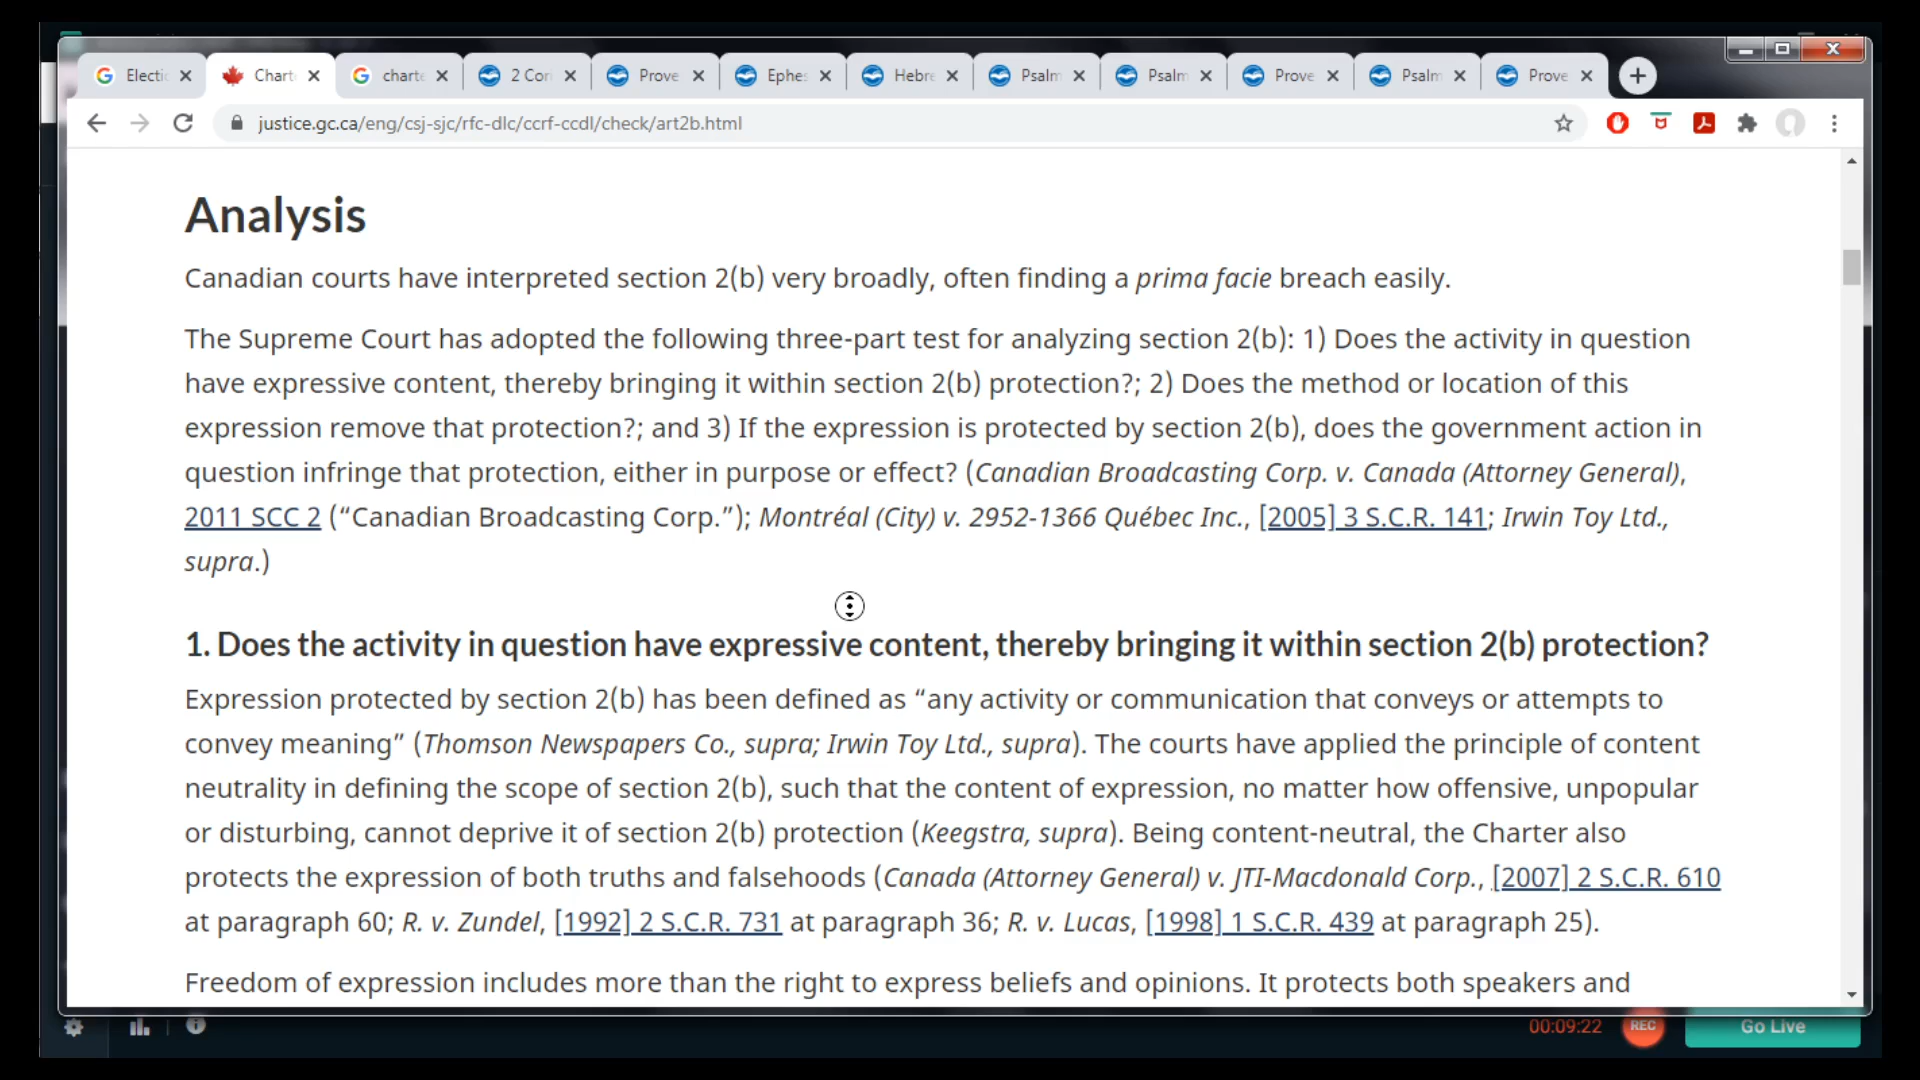 Electic
Charte
charte
2 Cor
Prove
Ephes
Hebre
Psalm
Psalm
Prove
Psalm
Prove
justice.gc.ca/eng/csj-sjc/rfc-dlc/ccrf-ccdl/check/art2b.html
Analysis
Canadian courts have interpreted section 2(b) very broadly, often finding a prima facie breach easily.
The Supreme Court has adopted the following three-part test for analyzing section 2(b): 1) Does the activity in question
have expressive content, thereby bringing it within section 2(b) protection?; 2) Does the method or location of this
expression remove that protection?; and 3) If the expression is protected by section 2(b), does the government action in
question infringe that protection, either in purpose or effect? (Canadian Broadcasting Corp. v. Canada (Attorney General),
2011 SCC 2 (“Canadian Broadcasting Corp.”); Montréal (City) v. 2952-1366 Québec Inc., [2005] 3 S.C.R. 141; Irwin Toy Ltd.,
supra.)
1. Does the activity in question have expressive content, thereby bringing it within section 2(b) protection?
Expression protected by section 2(b) has been defined as “any activity or communication that conveys or attempts to
convey meaning” (Thomson Newspapers Co., supra; Irwin Toy Ltd., supra). The courts have applied the principle of content
neutrality in defining the scope of section 2(b), such that the content of expression, no matter how offensive, unpopular
or disturbing, cannot deprive it of section 2(b) protection (Keegstra, supra). Being content-neutral, the Charter also
protects the expression of both truths and falsehoods (Canada (Attorney General) v. JTI-Macdonald Corp., [2007] 2 S.C.R. 610
at paragraph 60; R. v. Zundel, [1992] 2 S.C.R. 731 at paragraph 36; R. v. Lucas, [1998] 1 S.C.R. 439 at paragraph 25).
Freedom of expression includes more than the right to express beliefs and opinions. It protects both speakers and
00:09:22
REC
Go Live